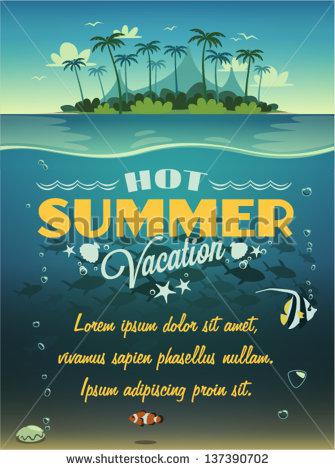 HOT
SUMMER
Vacation
Lorem ipsum dolor sit amet,
vivamus sapien phasellus nullam.
Ipsum adipiscing proin sit.
www.shutterstock.com · 137390702